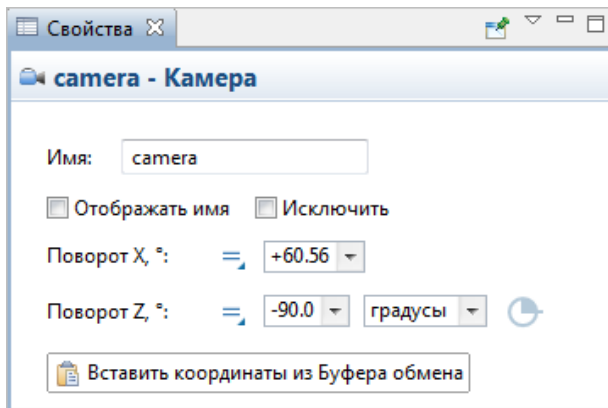 Свойства
camera - Камера
Имя: camera
Отображать имя Исключить
Поворот X, °: +60.56
Поворот Z, °: -90.0 градусы
Вставить координаты из Буфера обмена